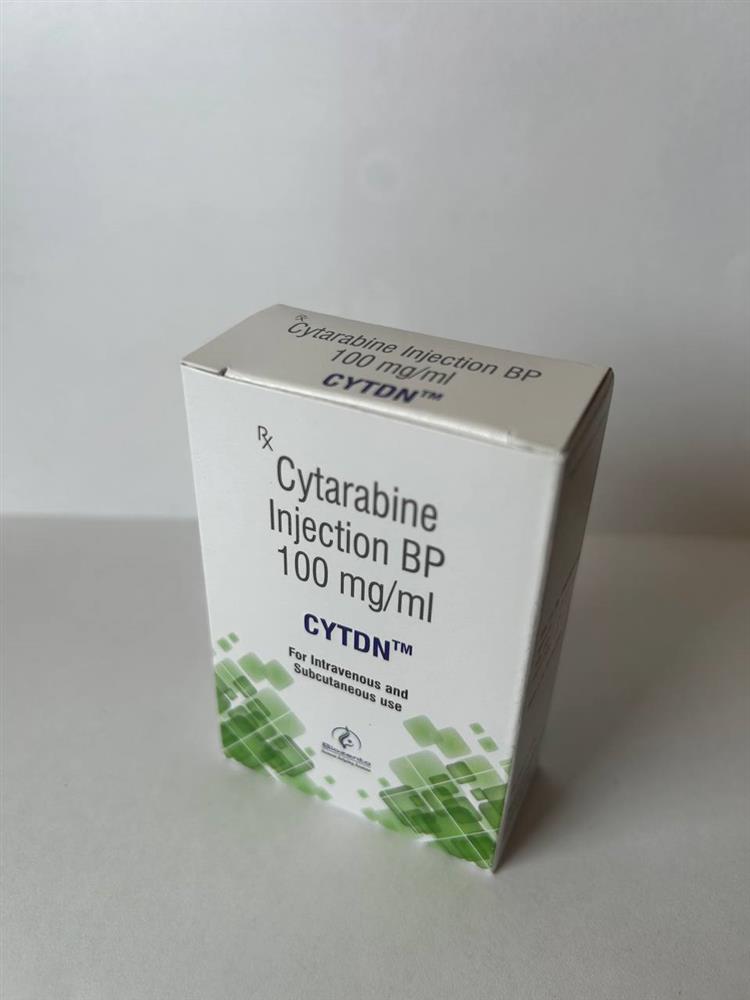 Rx
Cytarabine Injection BP
100 mg/ml
CYTDN™
Rx
Cytarabine
Injection BP
100 mg/ml
CYTDN™
For Intravenous and
Subcutaneous use